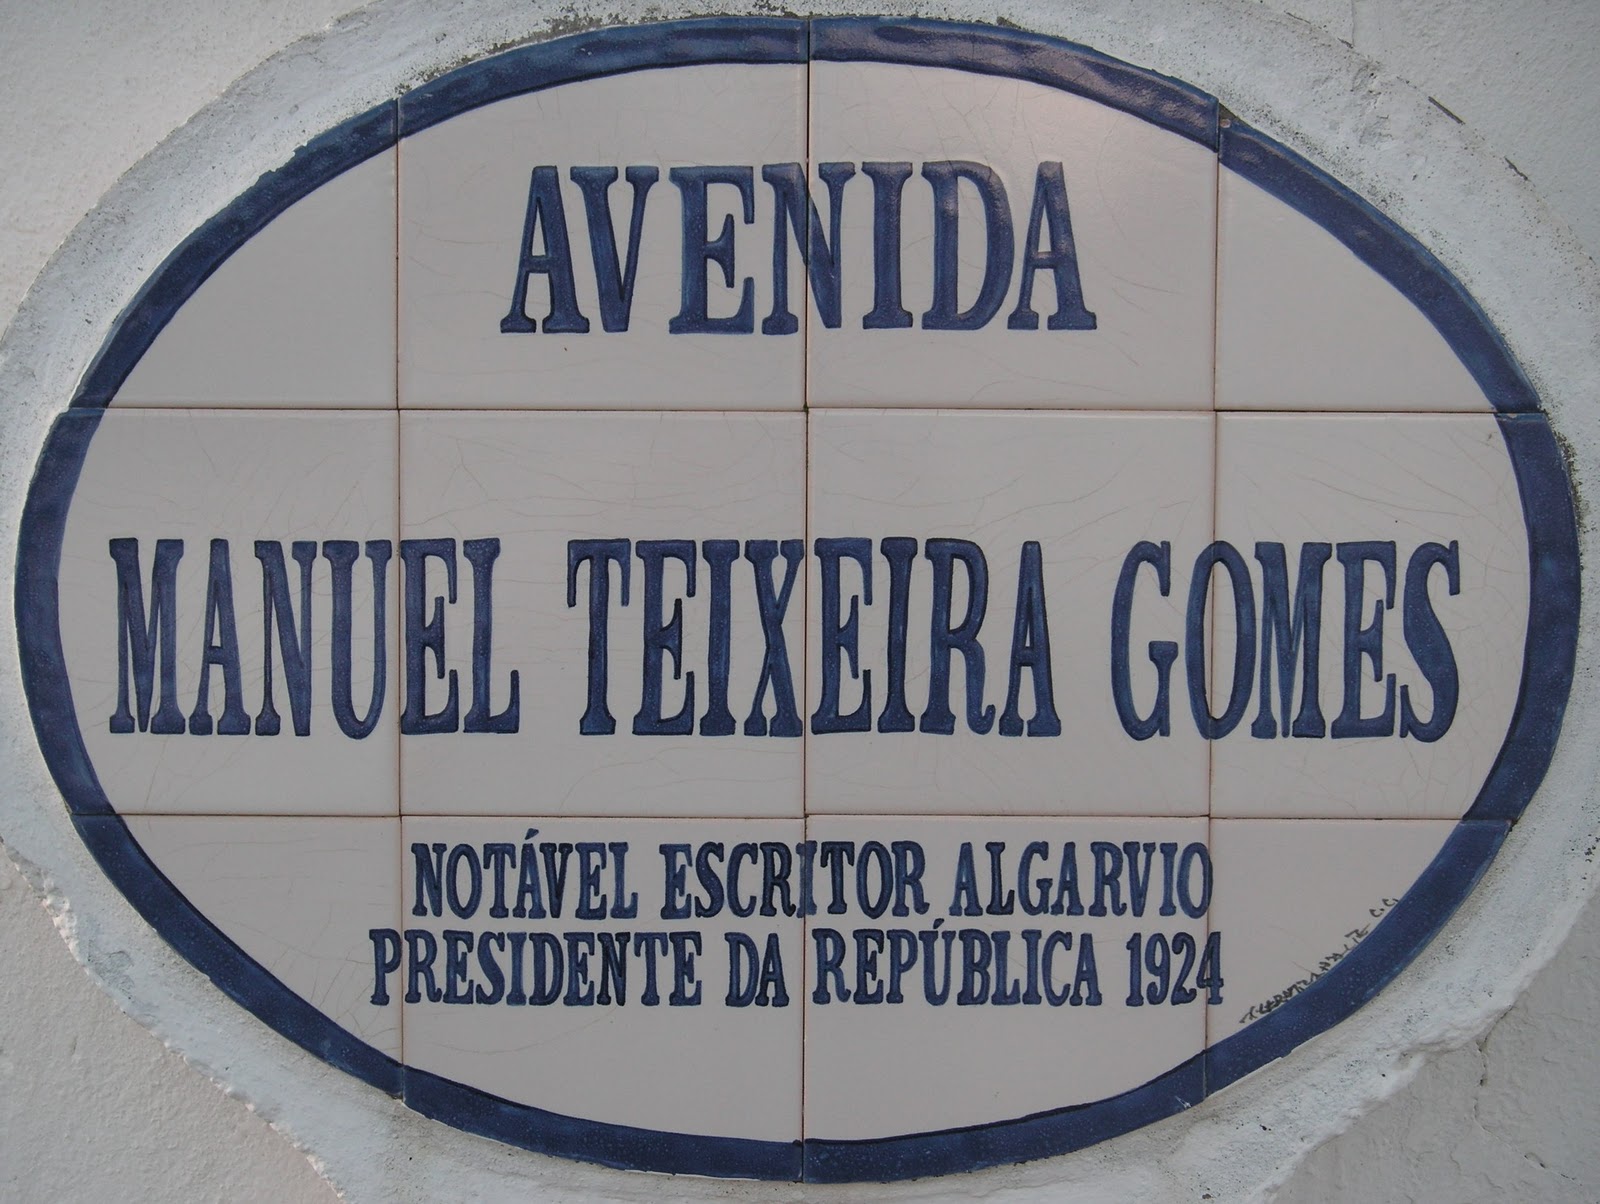 AVENIDA
MANUEL TEIXEIRA GOMES
NOTÁVEL ESCRITOR ALGARVIO
PRESIDENTE DA REPÚBLICA 1924